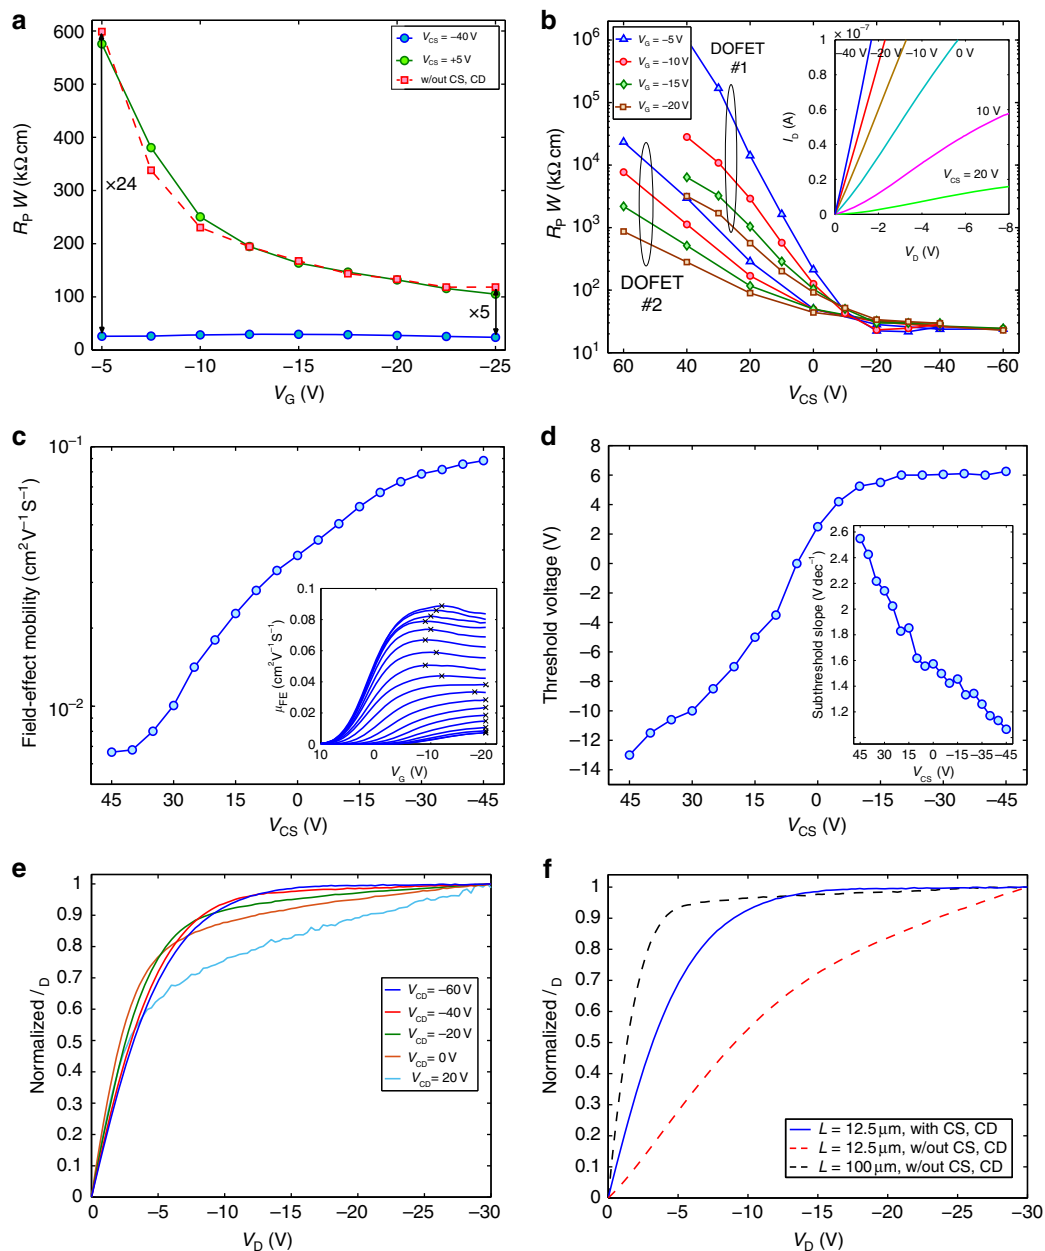 a
600
500
400
300
200
100
0
R_P W (kΩ cm)
V_CS = −40 V
V_CS = +5 V
w/out CS, CD
×24
×5
−5
−10
−15
−20
−25
V_G (V)
b
10^6
10^5
10^4
10^3
10^2
10^1
R_P W (kΩ cm)
V_G = −5 V
V_G = −10 V
V_G = −15 V
V_G = −20 V
DOFET
#1
DOFET
#2
60
40
20
0
−20
−40
−60
V_CS (V)
× 10^−7
1
0.8
0.6
0.4
0.2
0
I_D (A)
−40 V
−20 V
−10 V
0 V
10 V
V_CS = 20 V
0
−2
−4
−6
−8
V_D (V)
c
10^−1
10^−2
Field-effect mobility (cm^2 V^−1 S^−1)
45
30
15
0
−15
−30
−45
V_CS (V)
0.1
0.08
0.06
0.04
0.02
0
μ_FE (cm^2 V^−1 S^−1)
10
0
−10
−20
V_G (V)
d
8
6
4
2
0
−2
−4
−6
−8
−10
−12
−14
Threshold voltage (V)
45
30
15
0
−15
−30
−45
V_CS (V)
2.6
2.4
2
1.8
1.6
1.4
1.2
Subthreshold slope (V dec^−1)
45
30
15
0
−15
−35
−45
V_CS (V)
e
1
0.9
0.8
0.7
0.6
0.5
0.4
0.3
0.2
0.1
0
Normalized I_D
V_CD = −60 V
V_CD = −40 V
V_CD = −20 V
V_CD = 0 V
V_CD = 20 V
0
−5
−10
−15
−20
−25
−30
V_D (V)
f
1
0.9
0.8
0.7
0.6
0.5
0.4
0.3
0.2
0.1
0
Normalized I_D
L = 12.5 μm, with CS, CD
L = 12.5 μm, w/out CS, CD
L = 100 μm, w/out CS, CD
0
−5
−10
−15
−20
−25
−30
V_D (V)